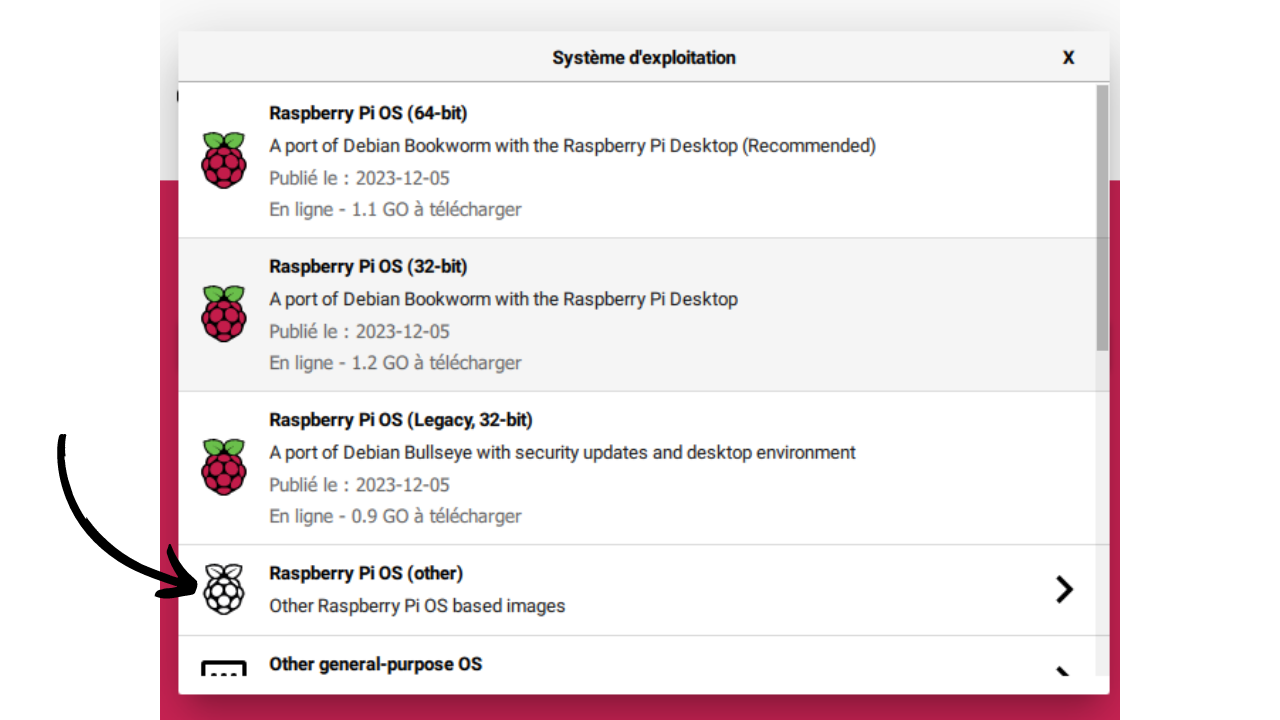 Système d'exploitation
X
Raspberry Pi OS (64-bit)
A port of Debian Bookworm with the Raspberry Pi Desktop (Recommended)
Publié le : 2023-12-05
En ligne - 1.1 GO à télécharger
Raspberry Pi OS (32-bit)
A port of Debian Bookworm with the Raspberry Pi Desktop
Publié le : 2023-12-05
En ligne - 1.2 GO à télécharger
Raspberry Pi OS (Legacy, 32-bit)
A port of Debian Bullseye with security updates and desktop environment
Publié le : 2023-12-05
En ligne - 0.9 GO à télécharger
Raspberry Pi OS (other)
Other Raspberry Pi OS based images
Other general-purpose OS